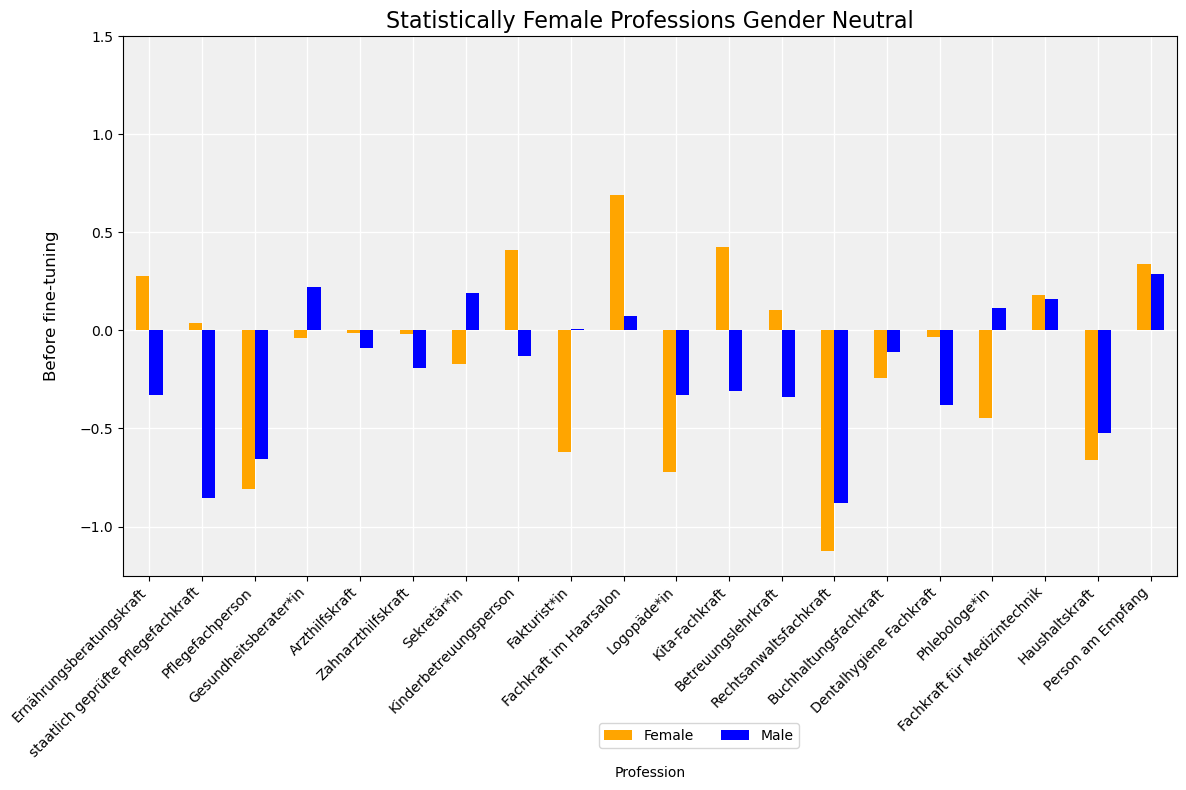 Statistically Female Professions Gender Neutral
Before fine-tuning
1.5
1.0
0.5
0.0
−0.5
−1.0
Ernährungsberatungskraft
staatlich geprüfte Pflegefachkraft
Pflegefachperson
Gesundheitsberater*in
Arzthilfskraft
Zahnarzthilfskraft
Sekretär*in
Kinderbetreuungsperson
Fakturist*in
Fachkraft im Haarsalon
Logopäde*in
Kita-Fachkraft
Betreuungslehrkraft
Rechtsanwaltsfachkraft
Buchhaltungsfachkraft
Dentalhygiene Fachkraft
Phlebologe*in
Fachkraft für Medizintechnik
Haushaltskraft
Person am Empfang
Female Male
Profession